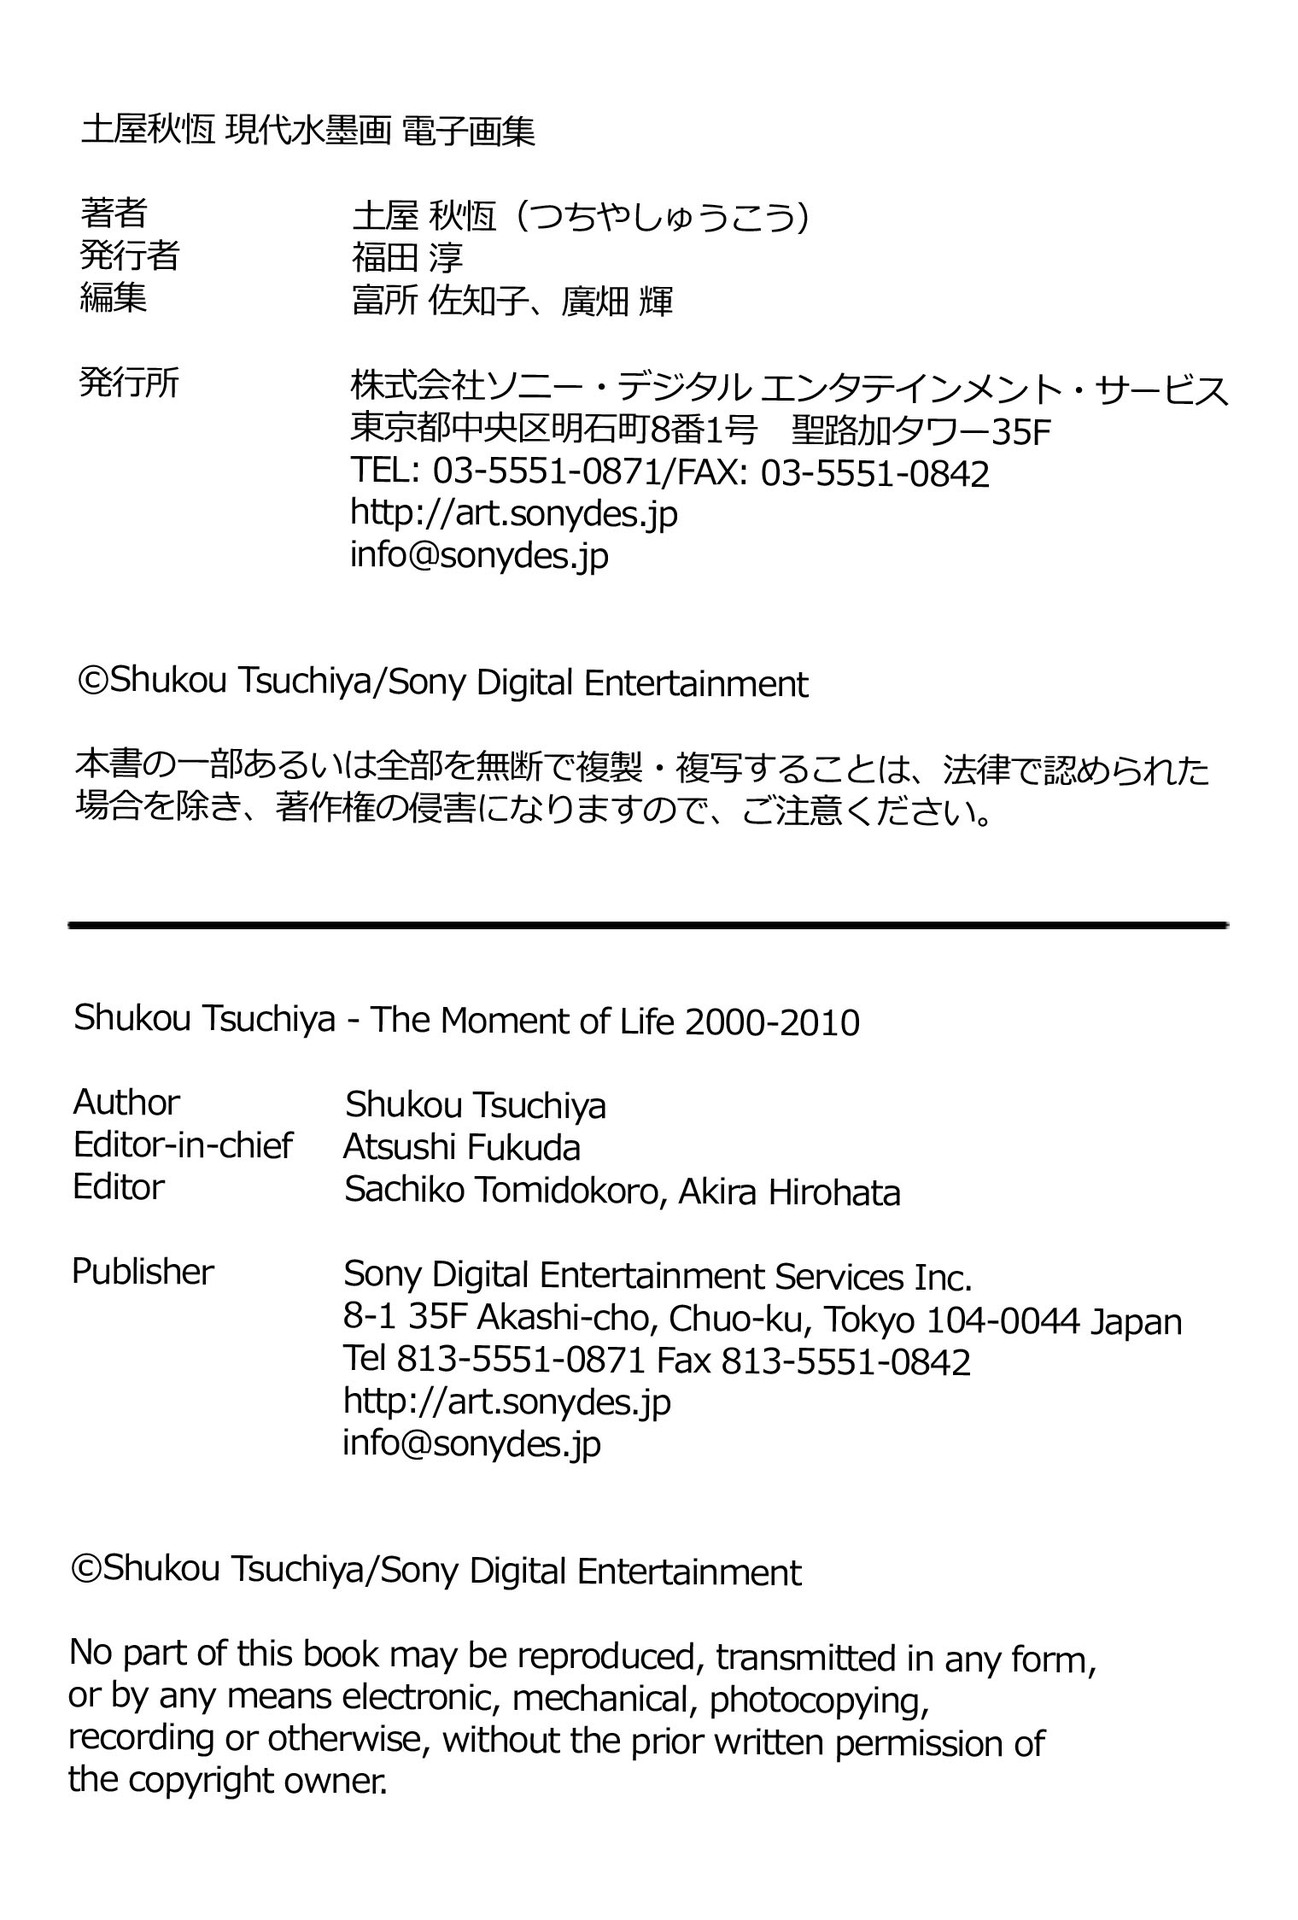 土屋秋恆 現代水墨画 電子画集
著者 土屋 秋恆（つちやしゅうこう）
発行者 福田 淳
編集 富所 佐知子、廣畑 輝
発行所 株式会社ソニー・デジタル エンタテインメント・サービス
東京都中央区明石町8番1号　聖路加タワー35F
TEL: 03-5551-0871/FAX: 03-5551-0842
http://art.sonydes.jp
info@sonydes.jp
©Shukou Tsuchiya/Sony Digital Entertainment
本書の一部あるいは全部を無断で複製・複写することは、法律で認められた
場合を除き、著作権の侵害になりますので、ご注意ください。
Shukou Tsuchiya - The Moment of Life 2000-2010
Author Shukou Tsuchiya
Editor-in-chief Atsushi Fukuda
Editor Sachiko Tomidokoro, Akira Hirohata
Publisher Sony Digital Entertainment Services Inc.
8-1 35F Akashi-cho, Chuo-ku, Tokyo 104-0044 Japan
Tel 813-5551-0871 Fax 813-5551-0842
http://art.sonydes.jp
info@sonydes.jp
©Shukou Tsuchiya/Sony Digital Entertainment
No part of this book may be reproduced, transmitted in any form,
or by any means electronic, mechanical, photocopying,
recording or otherwise, without the prior written permission of
the copyright owner.